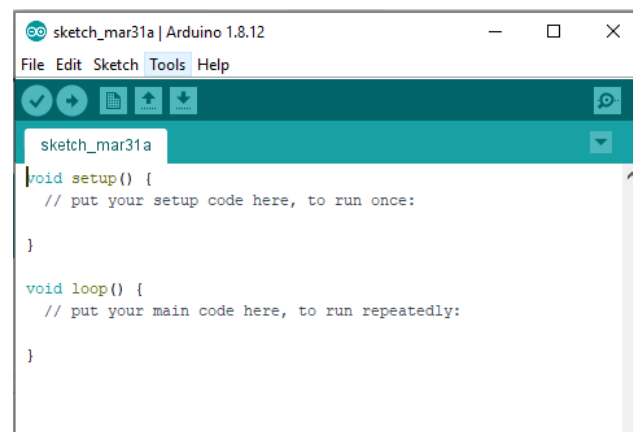 sketch_mar31a | Arduino 1.8.12
File Edit Sketch Tools Help
sketch_mar31a
void setup() {
  // put your setup code here, to run once:

}

void loop() {
  // put your main code here, to run repeatedly:

}